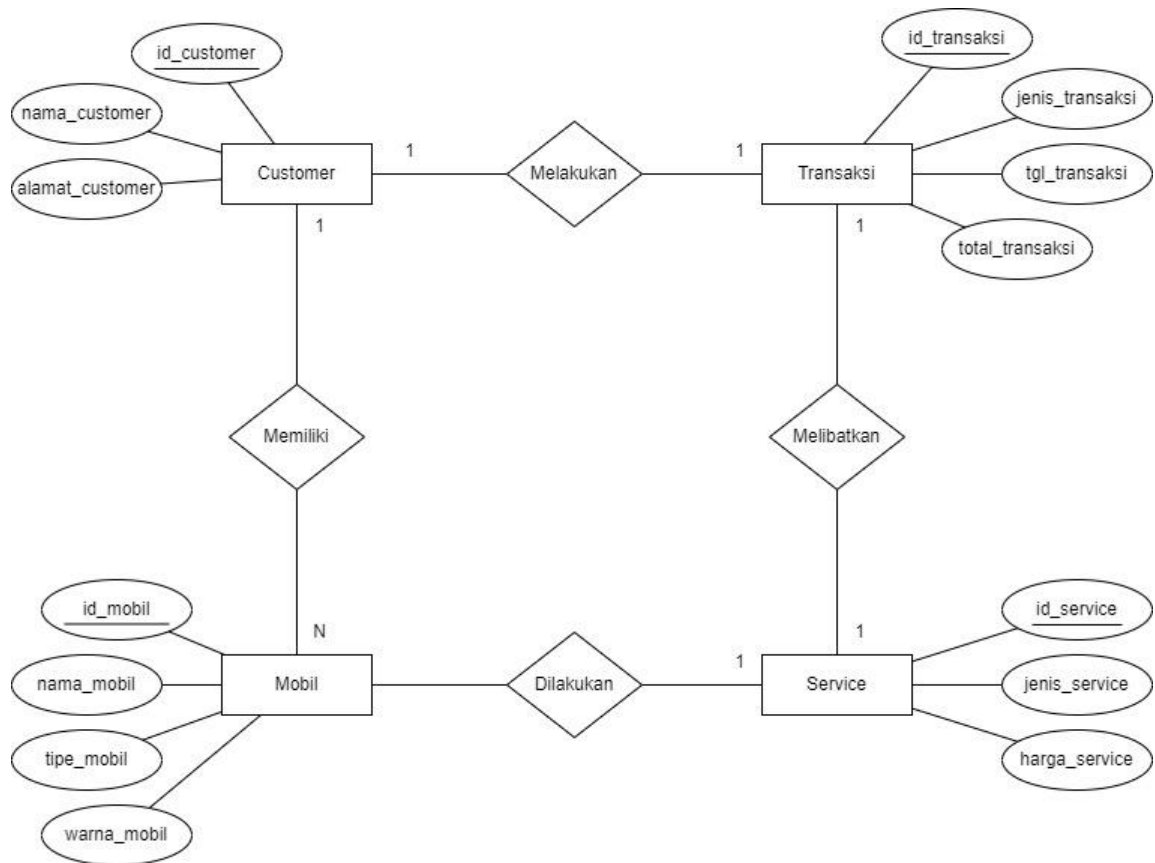 id_customer
id_transaksi
nama_customer
jenis_transaksi
1
1
Customer
Melakukan
Transaksi
tgl_transaksi
alamat_customer
1
1
total_transaksi
Memiliki
Melibatkan
id_mobil
id_service
N
1
1
nama_mobil
Mobil
Dilakukan
Service
jenis_service
tipe_mobil
harga_service
warna_mobil